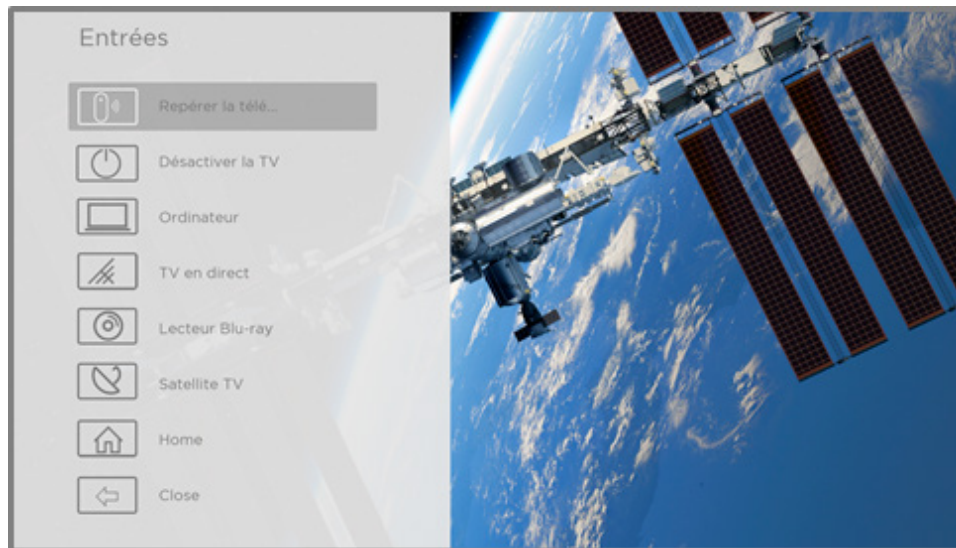 Entrées
Repérer la télé...
Désactiver la TV
Ordinateur
TV en direct
Lecteur Blu-ray
Satellite TV
Home
Close